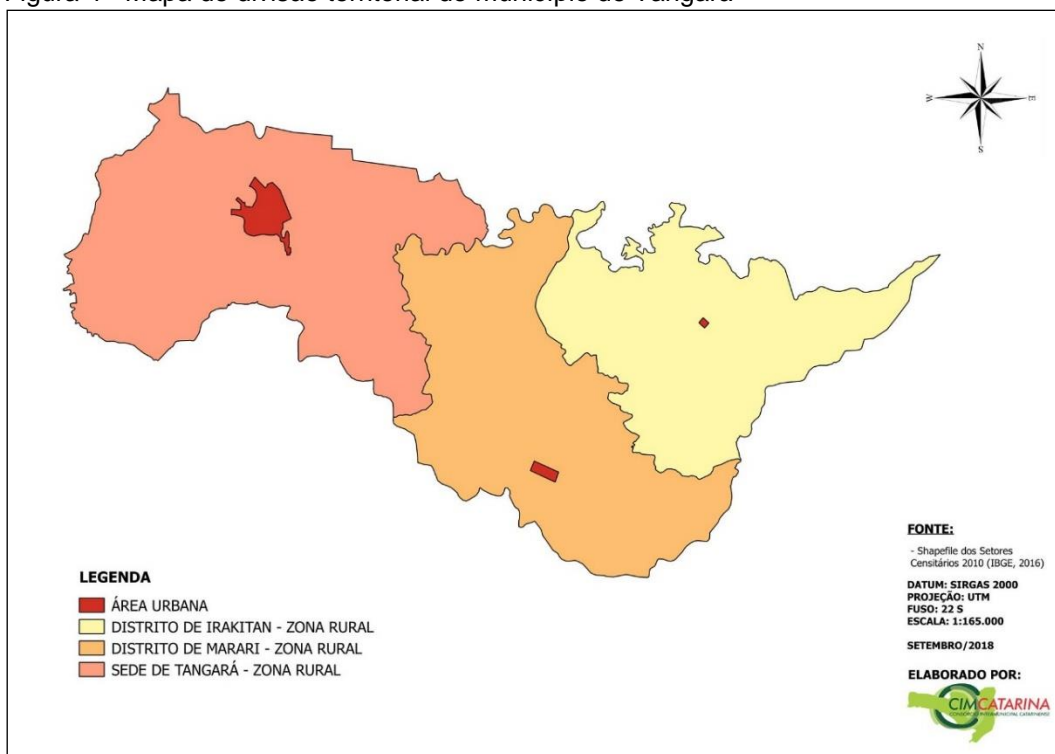 Figura 4 - Mapa de divisão territorial do município de Tangará
N
W
E
S
LEGENDA
ÁREA URBANA
DISTRITO DE IRAKITAN - ZONA RURAL
DISTRITO DE MARARI - ZONA RURAL
SEDE DE TANGARÁ - ZONA RURAL
FONTE:
- Shapefile dos Setores
Censitários 2010 (IBGE, 2016)
DATUM: SIRGAS 2000
PROJEÇÃO: UTM
FUSO: 22 S
ESCALA: 1:165.000
SETEMBRO/2018
ELABORADO POR:
CIMCATARINA